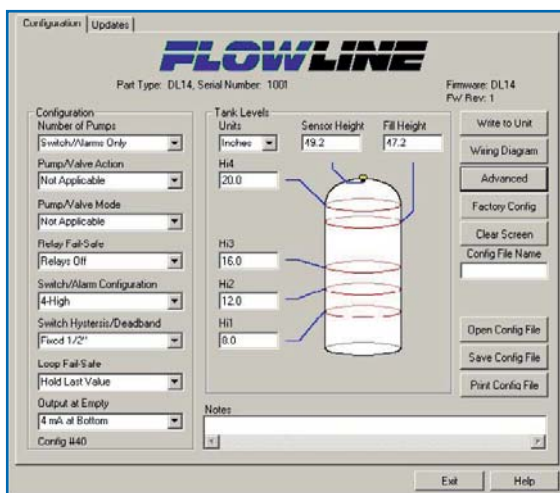 Configuration Updates
FLOWLINE
Part Type: DL14, Serial Number: 1001
Firmware: DL14
FW Rev: 1
Configuration
Number of Pumps
Switch/Alarms Only
Pump/Valve Action
Not Applicable
Pump/Valve Mode
Not Applicable
Relay Fail-Safe
Relays Off
Switch/Alarm Configuration
4-High
Switch Hystersis/Deadband
Fixed 1/2"
Loop Fail-Safe
Hold Last Value
Output at Empty
4 mA at Bottom
Config #40
Tank Levels
Units Sensor Height Fill Height
Inches 49.2 47.2
Hi4
20.0
Hi3
16.0
Hi2
12.0
Hi1
8.0
Notes
Write to Unit
Wiring Diagram
Advanced
Factory Config
Clear Screen
Config File Name
Open Config File
Save Config File
Print Config File
Exit Help